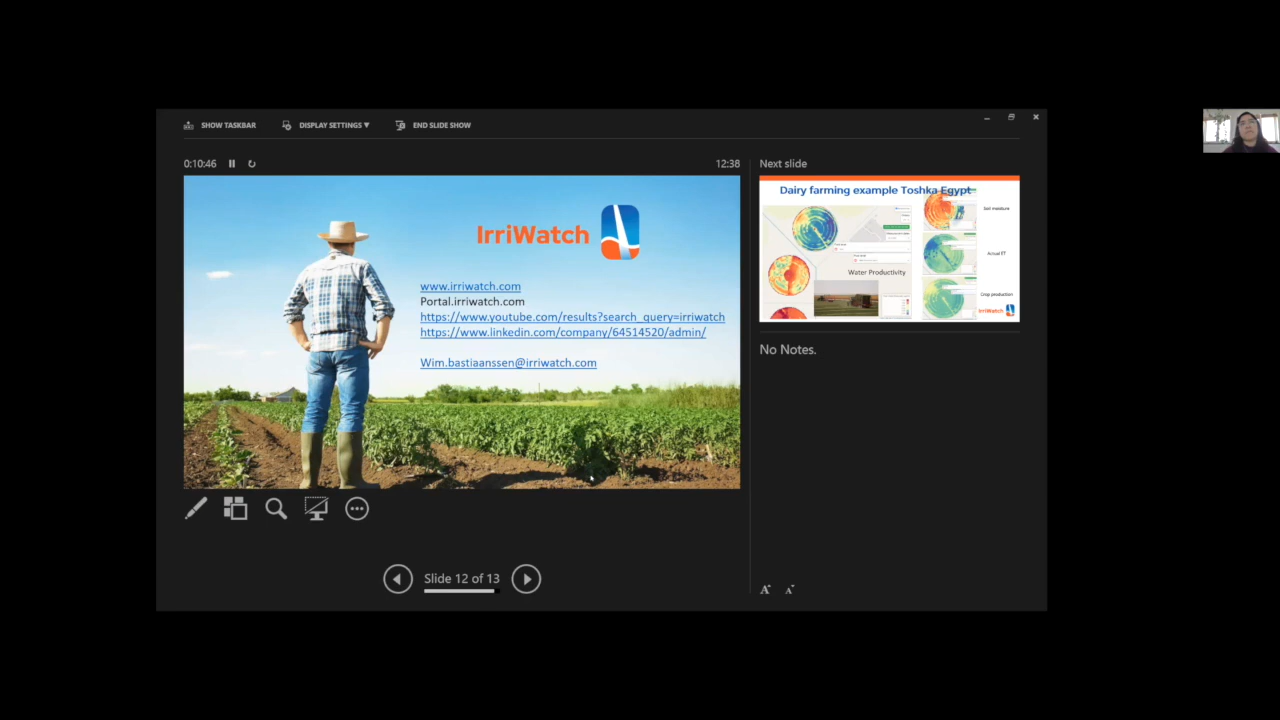 SHOW TASKBAR
DISPLAY SETTINGS ▼
END SLIDE SHOW
0:10:46
12:38
IrriWatch
www.irriwatch.com
Portal.irriwatch.com
https://www.youtube.com/results?search_query=irriwatch
https://www.linkedin.com/company/64514520/admin/
Wim.bastiaanssen@irriwatch.com
Slide 12 of 13
Next slide
Dairy farming example Toshka Egypt
Soil moisture
Actual ET
Water Productivity
Crop production
IrriWatch
No Notes.
A
A